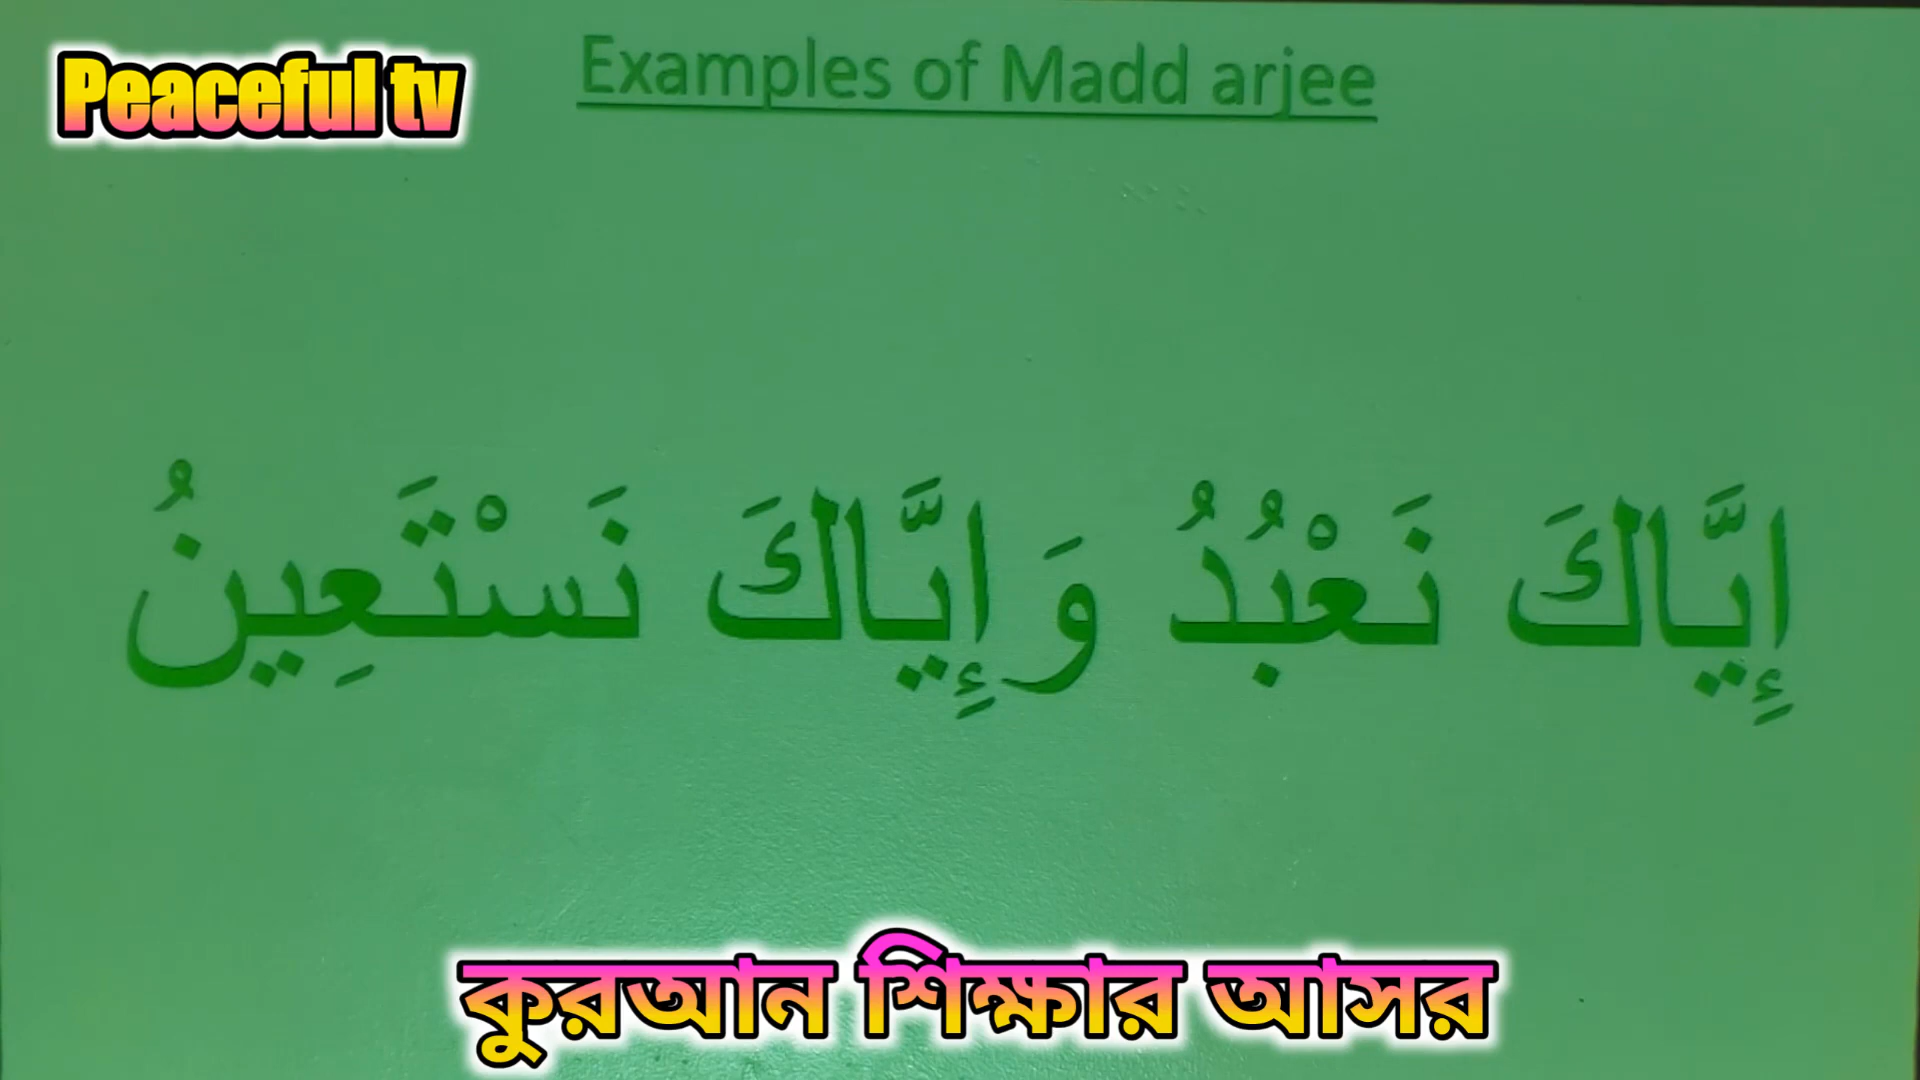 Peaceful tv
Examples of Madd arjee
إِيَّاكَ نَعْبُدُ وَإِيَّاكَ نَسْتَعِينُ
কুরআন শিক্ষার আসর